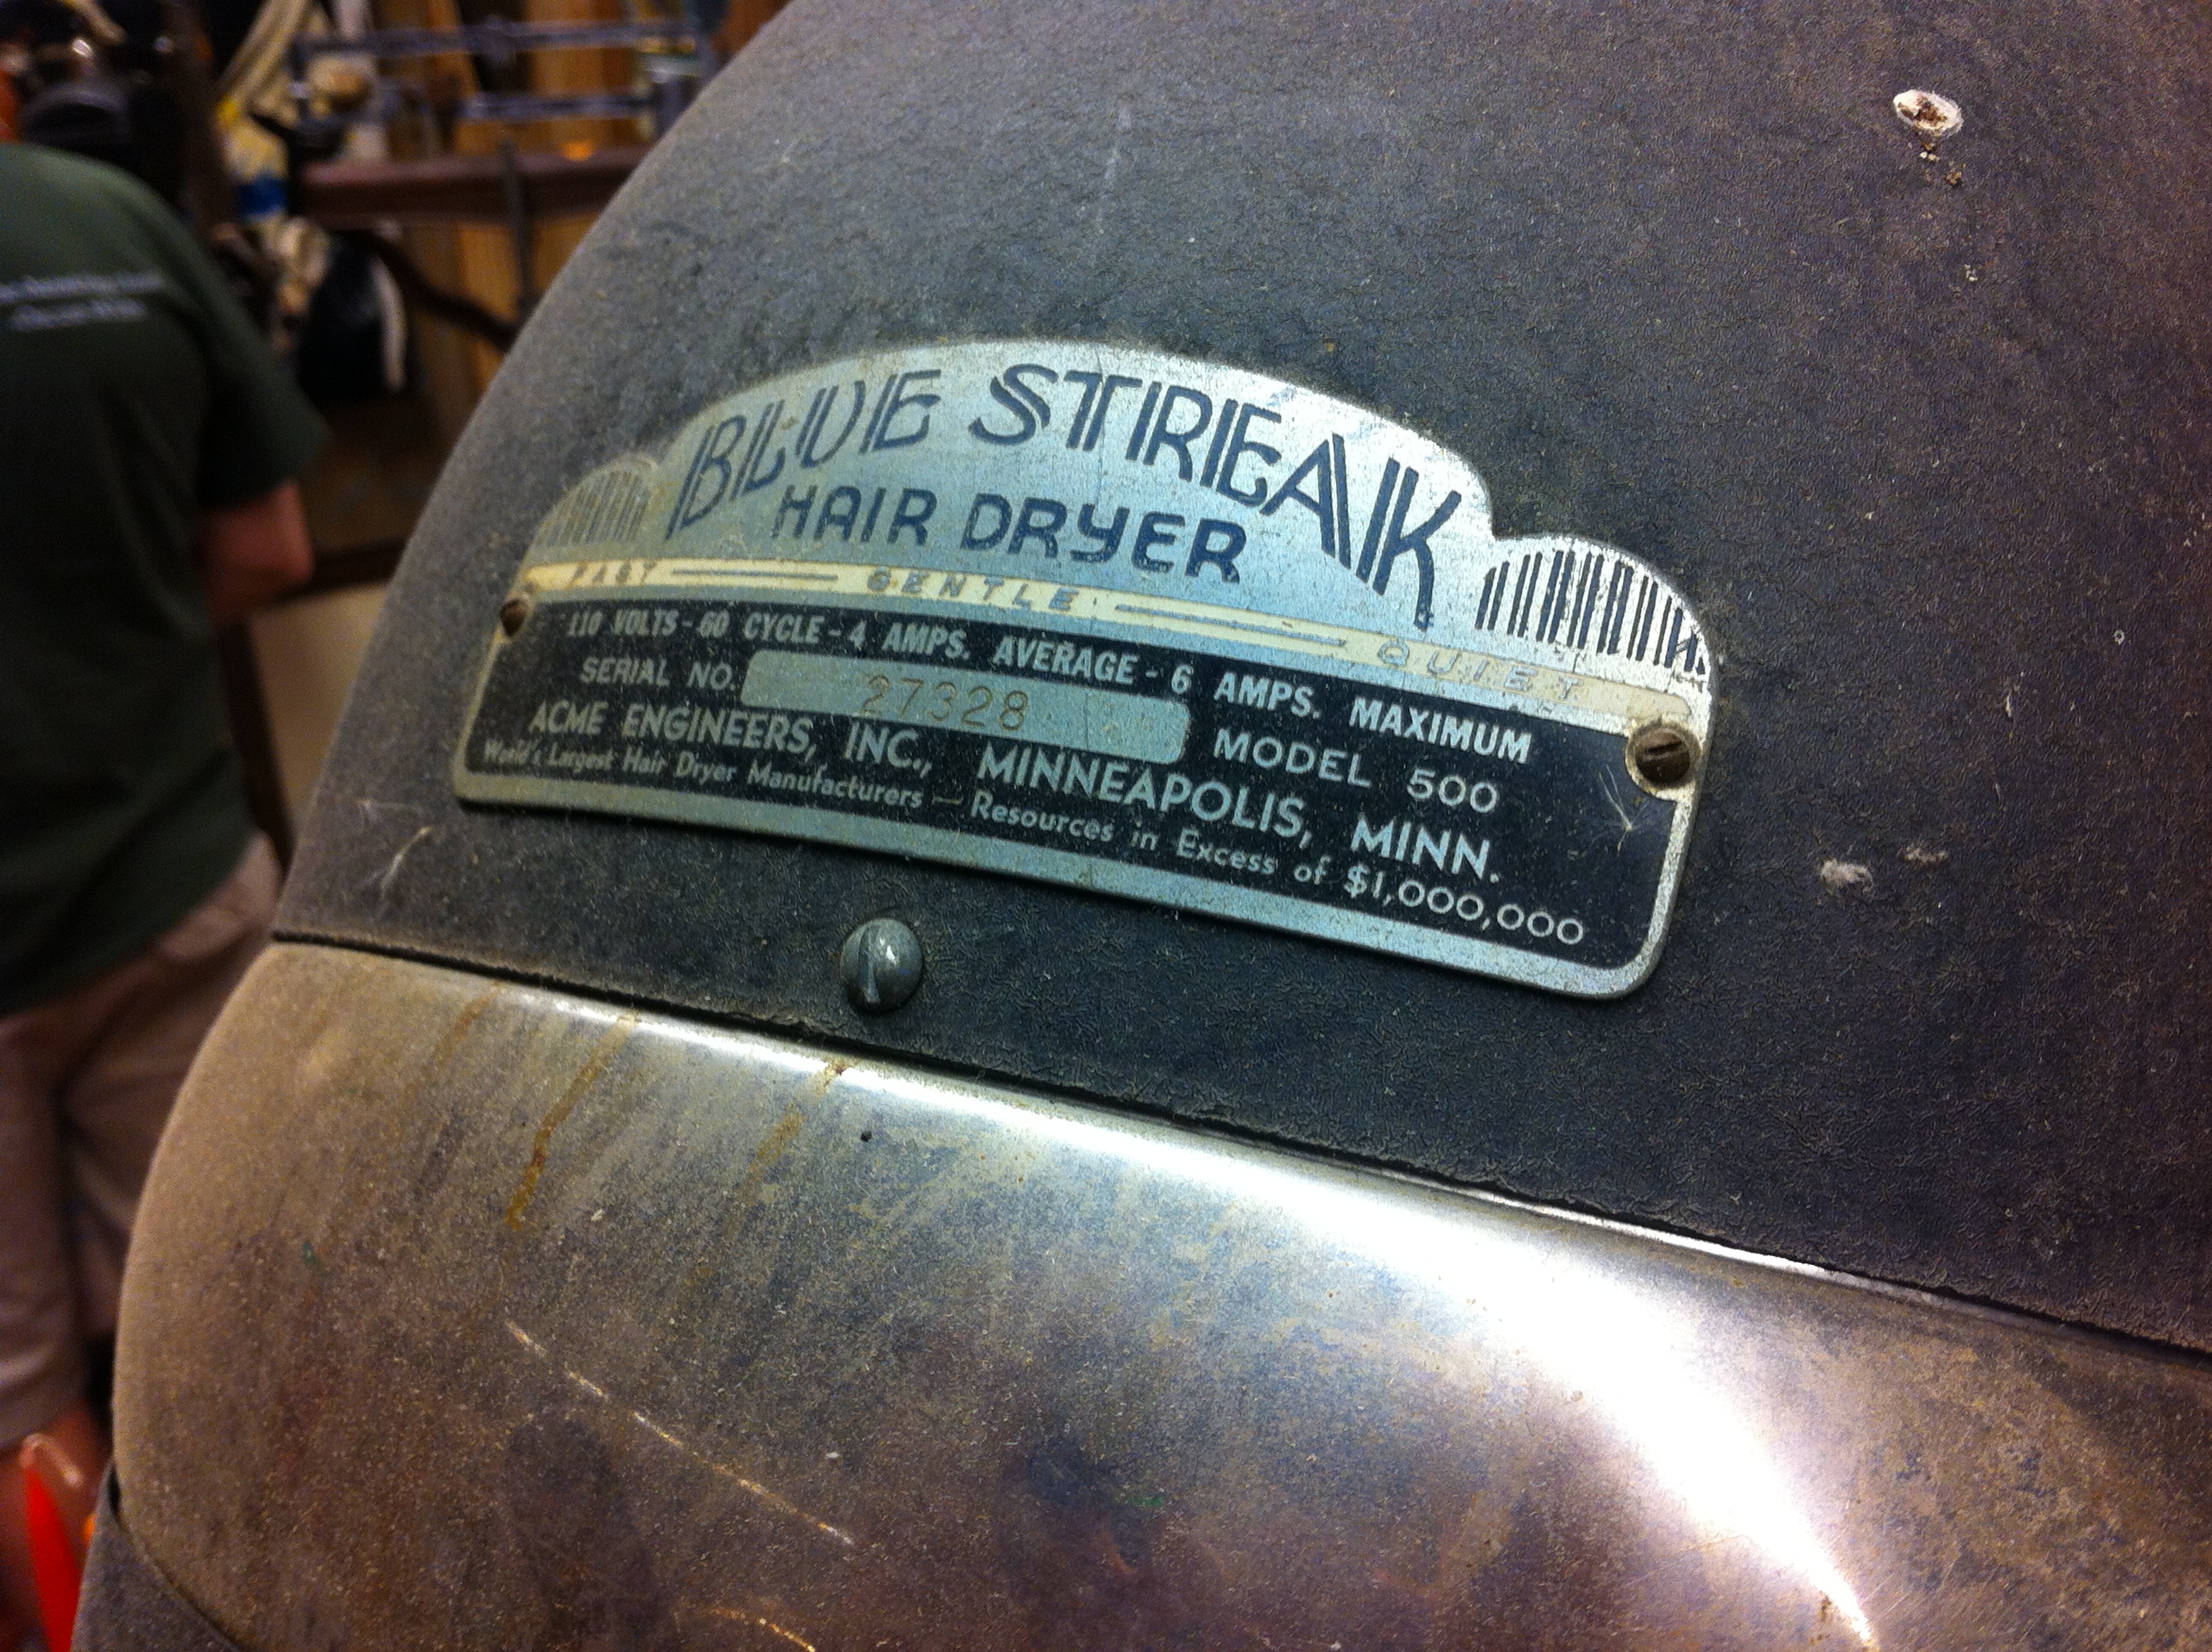 BLUE STREAK
HAIR DRYER
FAST GENTLE QUIET
110 VOLTS - 60 CYCLE - 4 AMPS. AVERAGE - 6 AMPS. MAXIMUM
SERIAL NO. 27328 MODEL 500
ACME ENGINEERS, INC., MINNEAPOLIS, MINN.
World's Largest Hair Dryer Manufacturers — Resources in Excess of $1,000,000